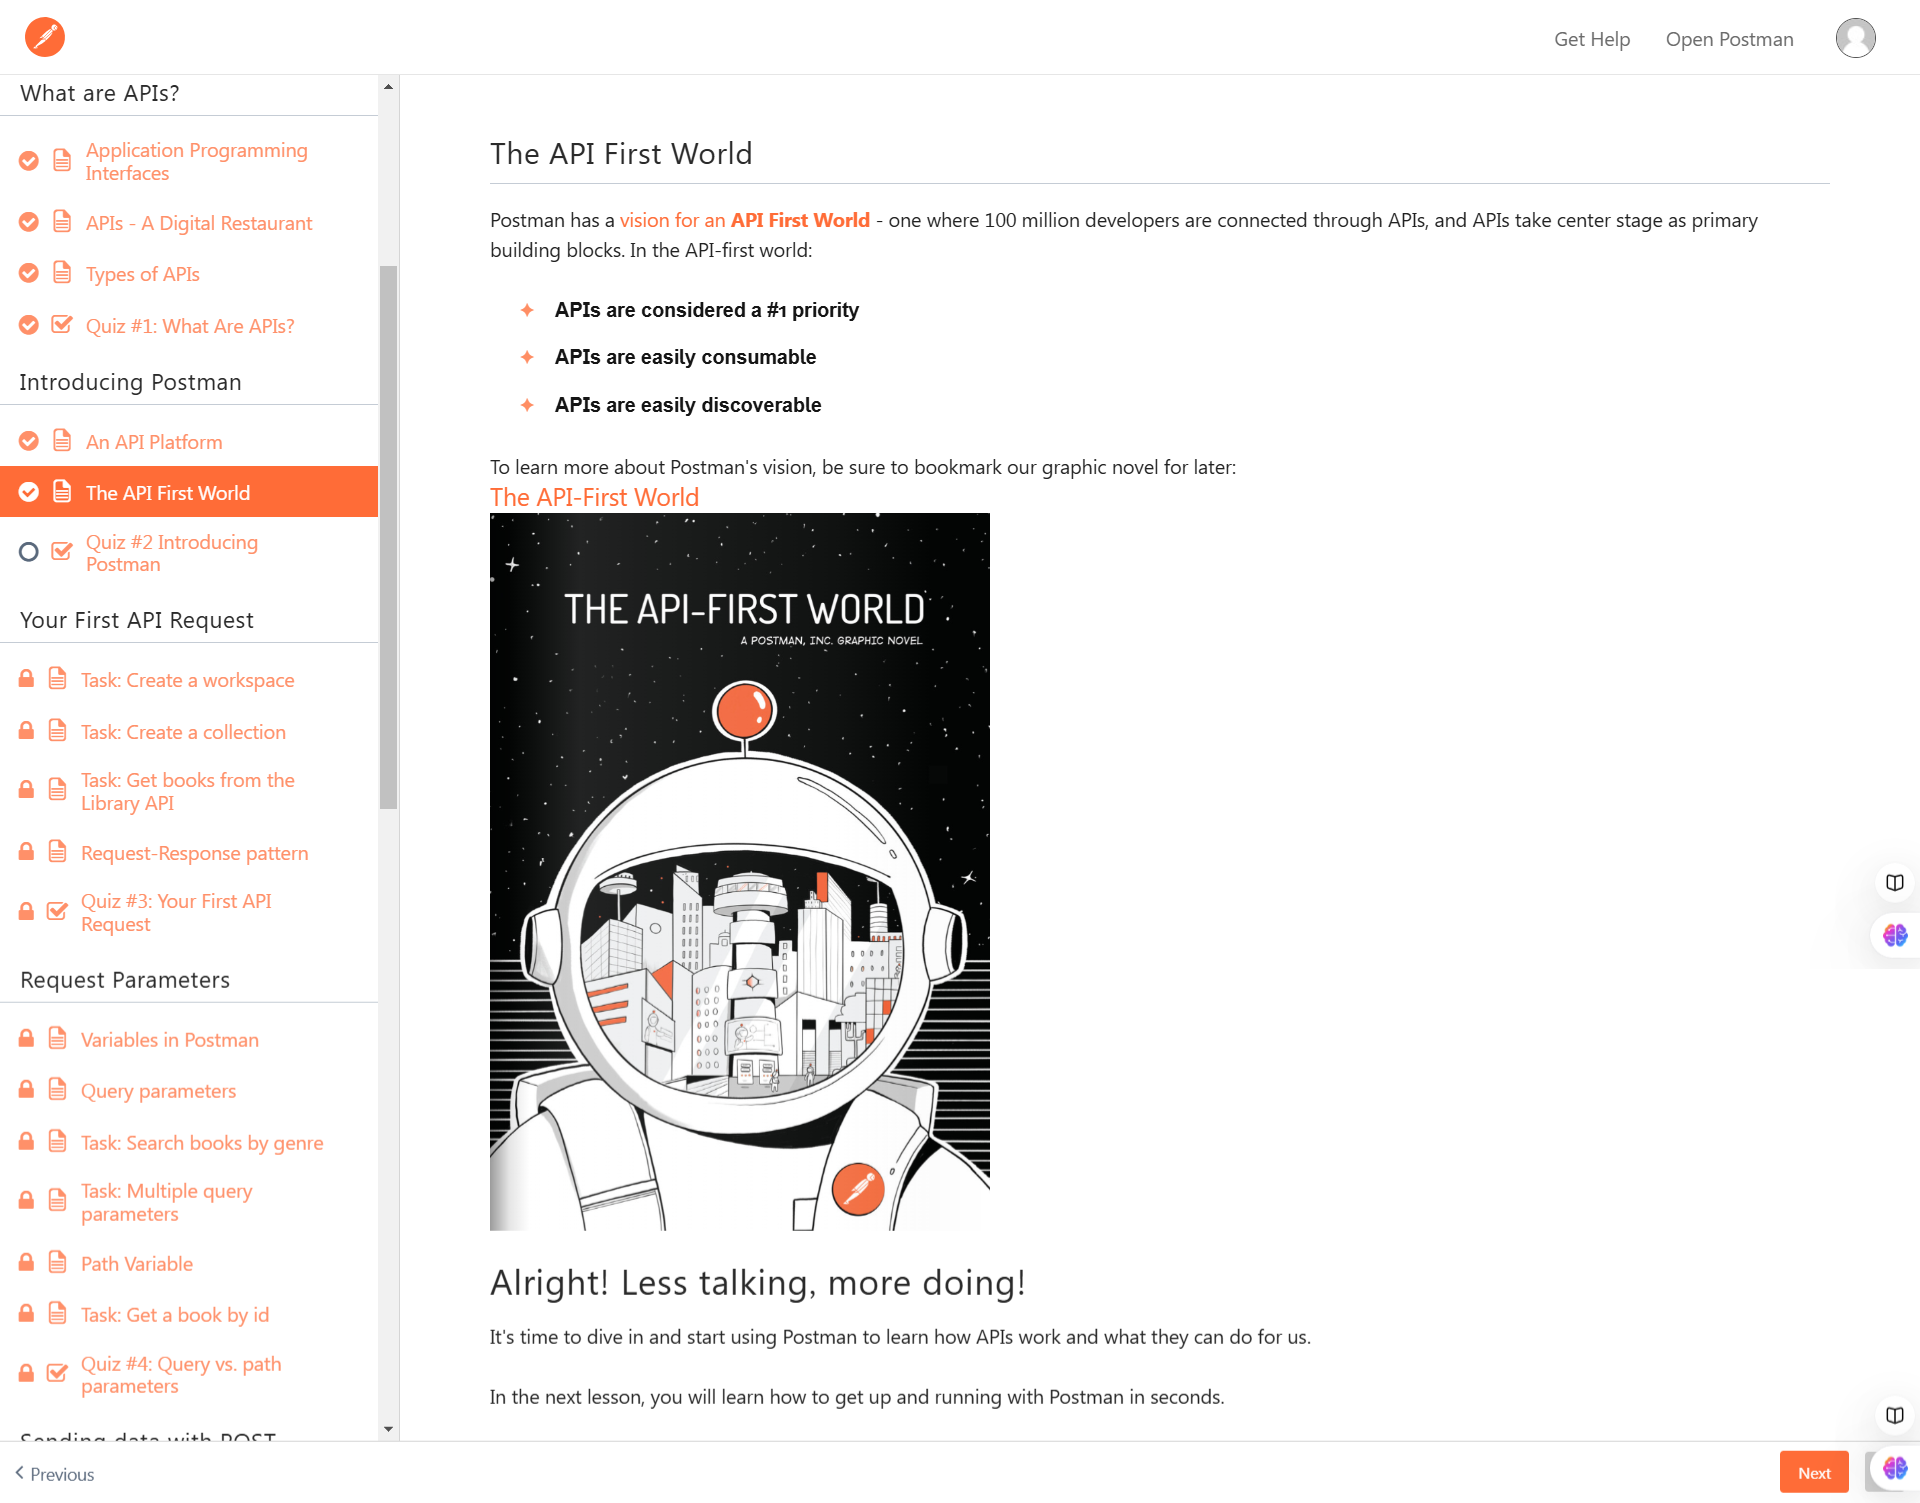 Get Help
Open Postman
What are APIs?
Application Programming
Interfaces
APIs - A Digital Restaurant
Types of APIs
Quiz #1: What Are APIs?
Introducing Postman
An API Platform
The API First World
Quiz #2 Introducing
Postman
Your First API Request
Task: Create a workspace
Task: Create a collection
Task: Get books from the
Library API
Request-Response pattern
Quiz #3: Your First API
Request
Request Parameters
Variables in Postman
Query parameters
Task: Search books by genre
Task: Multiple query
parameters
Path Variable
Task: Get a book by id
Quiz #4: Query vs. path
parameters
Sending data with POST
The API First World
Postman has a vision for an API First World - one where 100 million developers are connected through APIs, and APIs take center stage as primary
building blocks. In the API-first world:
APIs are considered a #1 priority
APIs are easily consumable
APIs are easily discoverable
To learn more about Postman's vision, be sure to bookmark our graphic novel for later:
The API-First World
THE API-FIRST WORLD
A POSTMAN, INC. GRAPHIC NOVEL
Alright! Less talking, more doing!
It's time to dive in and start using Postman to learn how APIs work and what they can do for us.
In the next lesson, you will learn how to get up and running with Postman in seconds.
Previous
Next